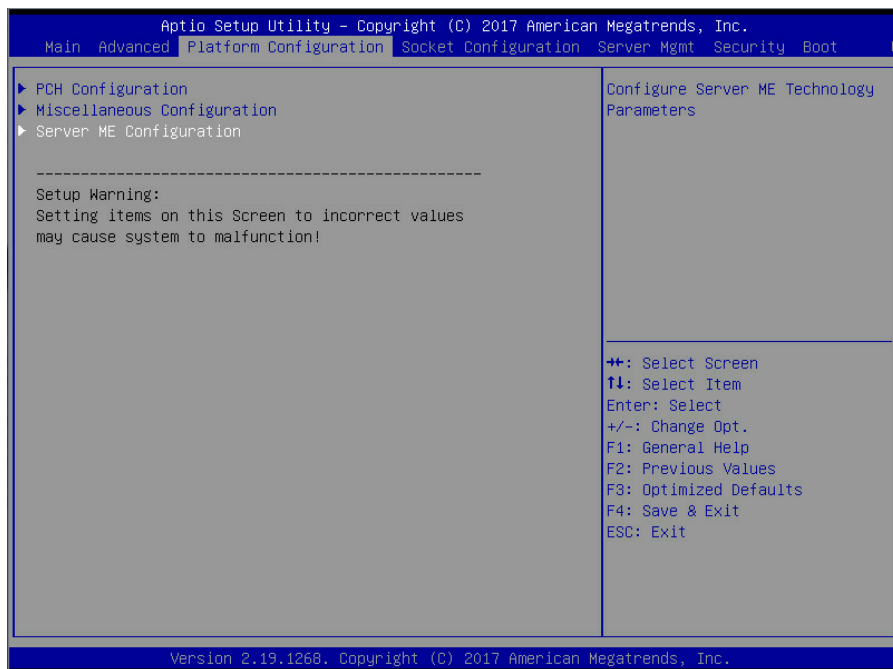 Aptio Setup Utility – Copyright (C) 2017 American Megatrends, Inc.
Main Advanced Platform Configuration Socket Configuration Server Mgmt Security Boot
▶ PCH Configuration
▶ Miscellaneous Configuration
▶ Server ME Configuration
------------------------------------------------
Setup Warning:
Setting items on this Screen to incorrect values
may cause system to malfunction!
Configure Server ME Technology
Parameters
→←: Select Screen
↑↓: Select Item
Enter: Select
+/-: Change Opt.
F1: General Help
F2: Previous Values
F3: Optimized Defaults
F4: Save & Exit
ESC: Exit
Version 2.19.1268. Copyright (C) 2017 American Megatrends, Inc.